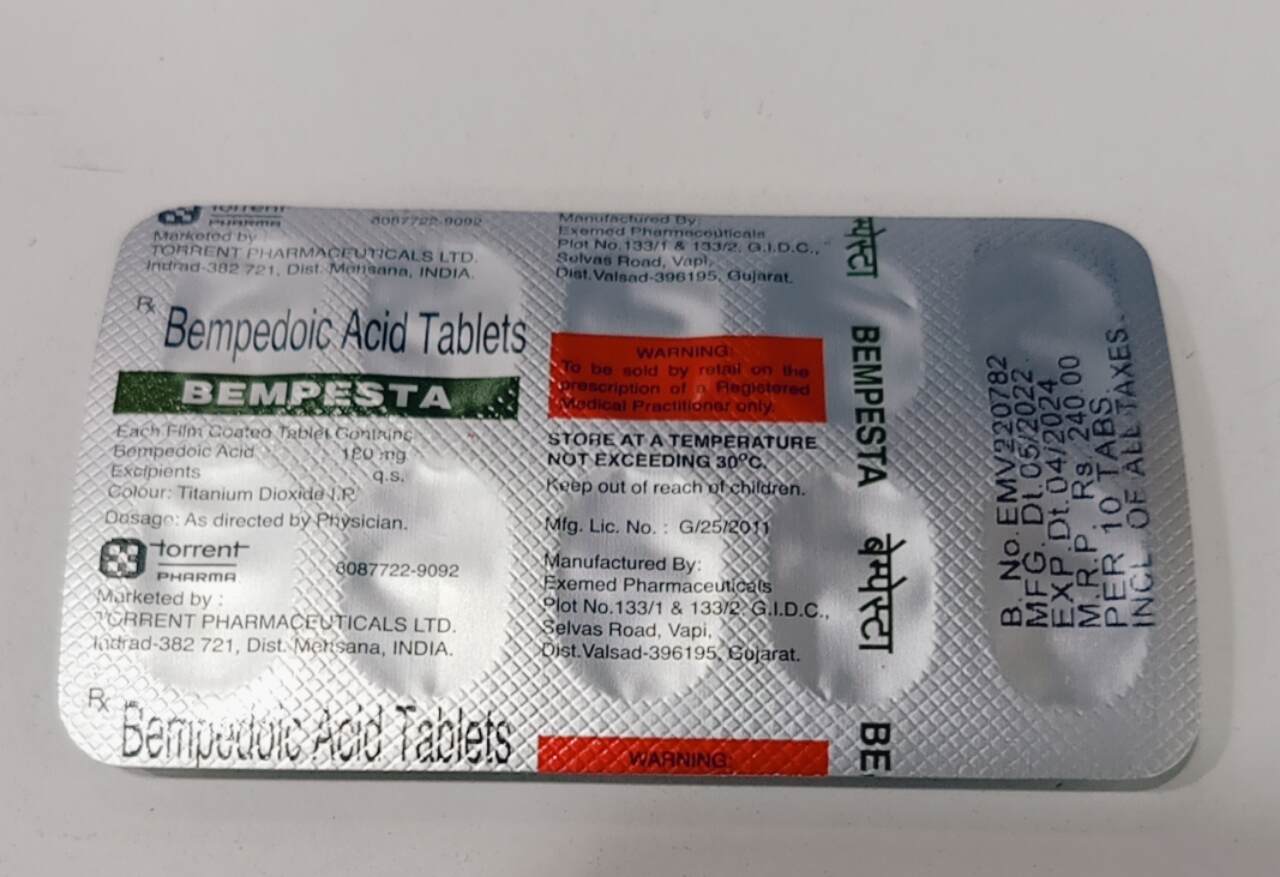 torrent
PHARMA
8087722-9092
Marketed by
TORRENT PHARMACEUTICALS LTD.
Indrad-382 721, Dist. Mehsana, INDIA.
Rx
Bempedoic Acid Tablets
BEMPESTA
Each Film Coated Tablet Contains
Bempedoic Acid 180 mg
Excipients q.s.
Colour: Titanium Dioxide I.P.
Dosage: As directed by Physician.
torrent
PHARMA
8087722-9092
Marketed by :
TORRENT PHARMACEUTICALS LTD.
Indrad-382 721, Dist. Mehsana, INDIA.
Rx
Bempedoic Acid Tablets
Manufactured By:
Exemed Pharmaceuticals
Plot No.133/1 & 133/2, G.I.D.C.,
Selvas Road, Vapi,
Dist.Valsad-396195, Gujarat.
WARNING:
To be sold by retail on the
prescription of a Registered
Medical Practitioner only.
STORE AT A TEMPERATURE
NOT EXCEEDING 30ºC.
Keep out of reach of children.
Mfg. Lic. No. : G/25/2011
Manufactured By:
Exemed Pharmaceuticals
Plot No.133/1 & 133/2, G.I.D.C.,
Selvas Road, Vapi,
Dist.Valsad-396195, Gujarat.
WARNING:
BEMPESTA
बेम्पेस्टा
BE
B. No. EMV220782
MFG. Dt. 05/2022
EXP. Dt. 04/2024
M.R.P. Rs. 240.00
PER 10 TABS.
INCL. OF ALL TAXES.